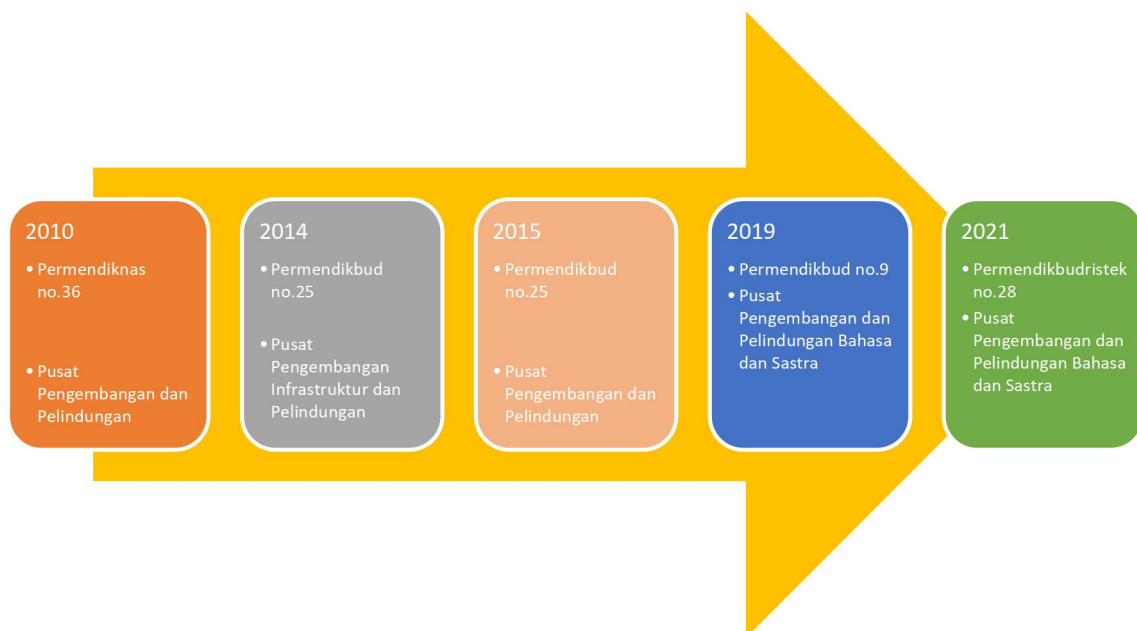 2010
• Permendiknas
no.36
• Pusat
Pengembangan dan
Pelindungan
2014
• Permendikbud
no.25
• Pusat
Pengembangan
Infrastruktur dan
Pelindungan
2015
• Permendikbud
no.25
• Pusat
Pengembangan dan
Pelindungan
2019
• Permendikbud no.9
• Pusat
Pengembangan dan
Pelindungan Bahasa
dan Sastra
2021
• Permendikbudristek
no.28
• Pusat
Pengembangan dan
Pelindungan Bahasa
dan Sastra